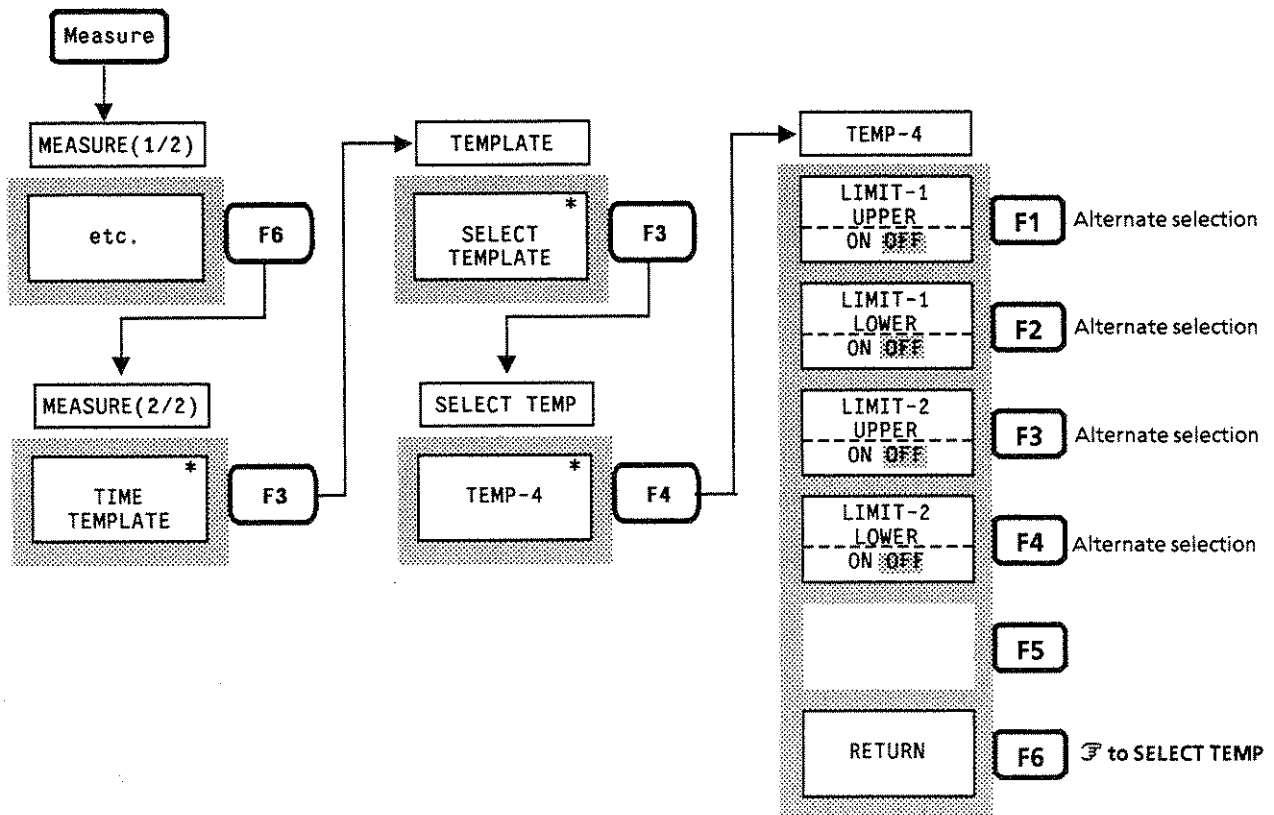 Measure
MEASURE(1/2)
etc.
F6
MEASURE(2/2)
*
TIME
TEMPLATE
F3
TEMPLATE
*
SELECT
TEMPLATE
F3
SELECT TEMP
*
TEMP-4
F4
TEMP-4
LIMIT-1
UPPER
ON OFF
F1 Alternate selection
LIMIT-1
LOWER
ON OFF
F2 Alternate selection
LIMIT-2
UPPER
ON OFF
F3 Alternate selection
LIMIT-2
LOWER
ON OFF
F4 Alternate selection
F5
RETURN
F6 ☞ to SELECT TEMP